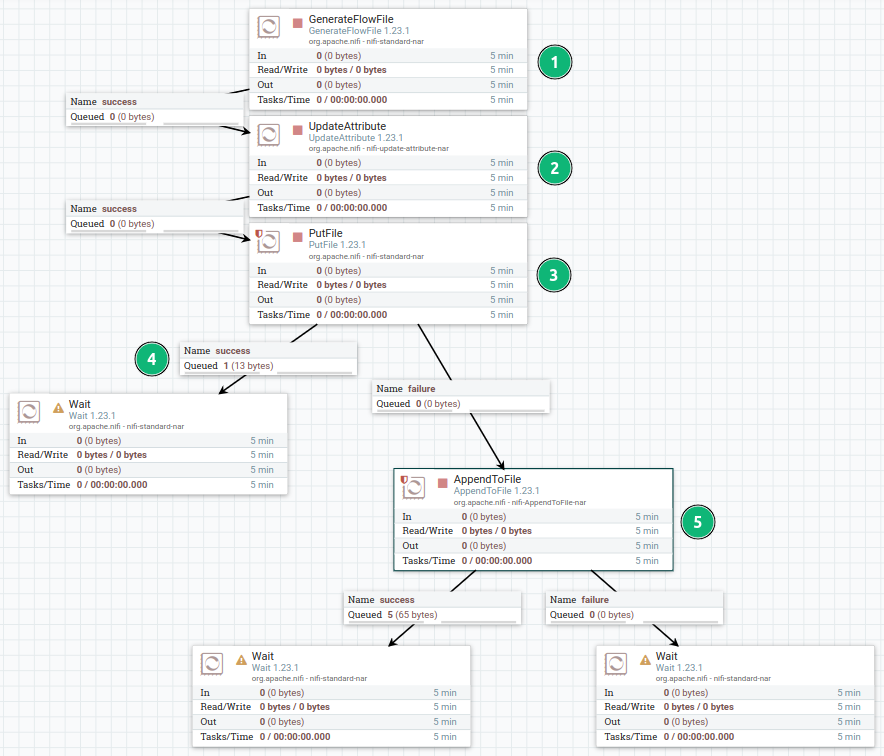 GenerateFlowFile
GenerateFlowFile 1.23.1
org.apache.nifi - nifi-standard-nar
In 0 (0 bytes) 5 min
Read/Write 0 bytes / 0 bytes 5 min
Out 0 (0 bytes) 5 min
Tasks/Time 0 / 00:00:00.000 5 min
1
Name success
Queued 0 (0 bytes)
UpdateAttribute
UpdateAttribute 1.23.1
org.apache.nifi - nifi-update-attribute-nar
In 0 (0 bytes) 5 min
Read/Write 0 bytes / 0 bytes 5 min
Out 0 (0 bytes) 5 min
Tasks/Time 0 / 00:00:00.000 5 min
2
Name success
Queued 0 (0 bytes)
PutFile
PutFile 1.23.1
org.apache.nifi - nifi-standard-nar
In 0 (0 bytes) 5 min
Read/Write 0 bytes / 0 bytes 5 min
Out 0 (0 bytes) 5 min
Tasks/Time 0 / 00:00:00.000 5 min
3
4
Name success
Queued 1 (13 bytes)
Name failure
Queued 0 (0 bytes)
Wait
Wait 1.23.1
org.apache.nifi - nifi-standard-nar
In 0 (0 bytes) 5 min
Read/Write 0 bytes / 0 bytes 5 min
Out 0 (0 bytes) 5 min
Tasks/Time 0 / 00:00:00.000 5 min
AppendToFile
AppendToFile 1.23.1
org.apache.nifi - nifi-AppendToFile-nar
In 0 (0 bytes) 5 min
Read/Write 0 bytes / 0 bytes 5 min
Out 0 (0 bytes) 5 min
Tasks/Time 0 / 00:00:00.000 5 min
5
Name success
Queued 5 (65 bytes)
Name failure
Queued 0 (0 bytes)
Wait
Wait 1.23.1
org.apache.nifi - nifi-standard-nar
In 0 (0 bytes) 5 min
Read/Write 0 bytes / 0 bytes 5 min
Out 0 (0 bytes) 5 min
Tasks/Time 0 / 00:00:00.000 5 min
Wait
Wait 1.23.1
org.apache.nifi - nifi-standard-nar
In 0 (0 bytes) 5 min
Read/Write 0 bytes / 0 bytes 5 min
Out 0 (0 bytes) 5 min
Tasks/Time 0 / 00:00:00.000 5 min